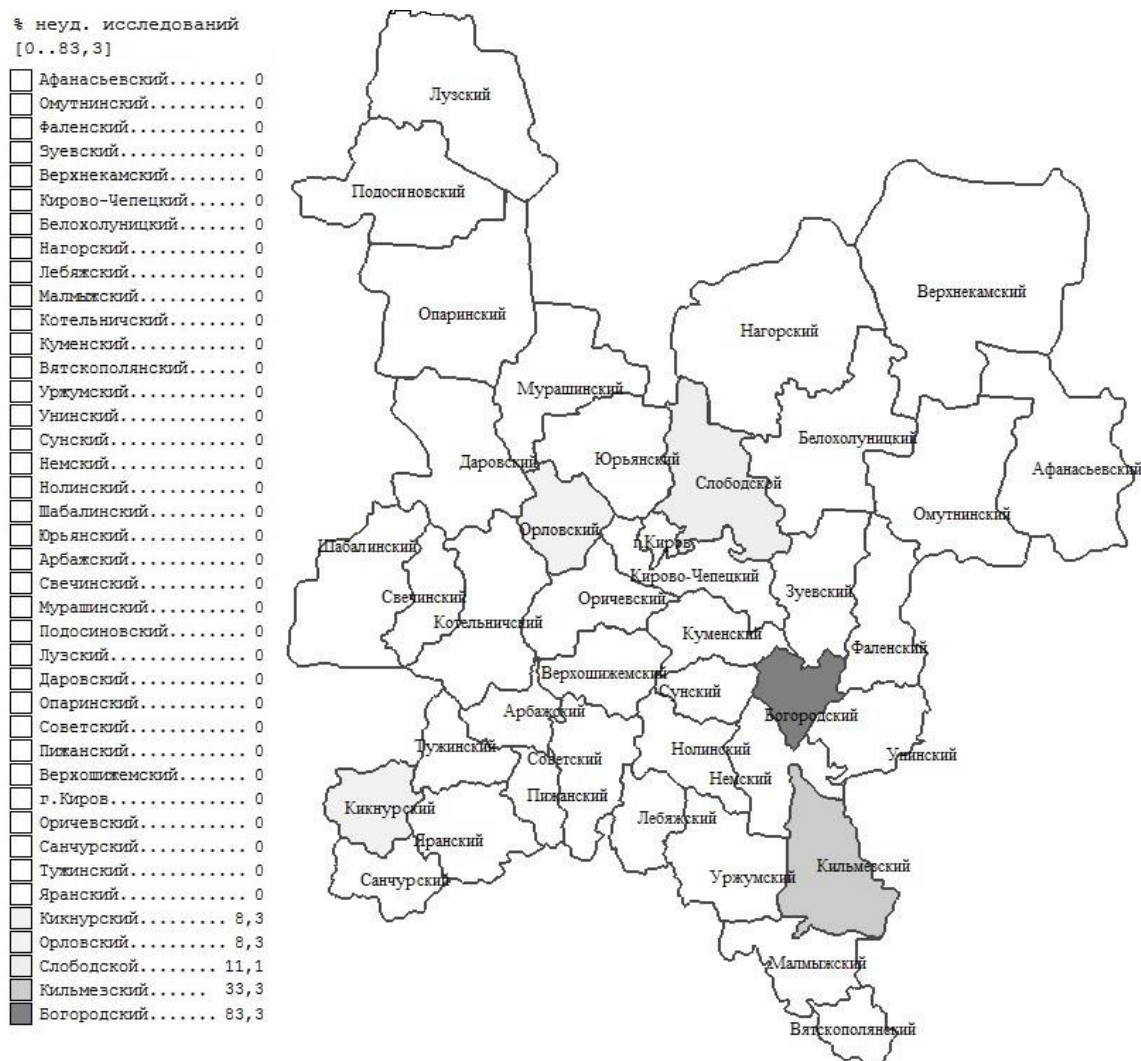 % неуд. исследований
[0..83,3]
Афанасьевский........ 0
Омутнинский.......... 0
Фаленский............ 0
Зуевский............. 0
Верхнекамский........ 0
Кирово-Чепецкий...... 0
Белохолуницкий....... 0
Нагорский............ 0
Лебяжский............ 0
Малмыжский........... 0
Котельничский........ 0
Куменский............ 0
Вятскополянский...... 0
Уржумский............ 0
Унинский............. 0
Сунский.............. 0
Немский.............. 0
Нолинский............ 0
Шабалинский.......... 0
Юрьянский............ 0
Арбажский............ 0
Свечинский........... 0
Мурашинский.......... 0
Подосиновский........ 0
Лузский.............. 0
Даровский............ 0
Опаринский........... 0
Советский............ 0
Пижанский............ 0
Верхошижемский....... 0
г.Киров.............. 0
Оричевский........... 0
Санчурский........... 0
Тужинский............ 0
Яранский............. 0
Кикнурский......... 8,3
Орловский.......... 8,3
Слободской........ 11,1
Кильмезский...... 33,3
Богородский....... 83,3
Лузский
Подосиновский
Верхнекамский
Опаринский
Нагорский
Мурашинский
Белохолуницкий
Даровский
Юрьянский
Афанасьевский
Слободской
Омутнинский
Орловский
г.Киров
Шабалинский
Кирово-Чепецкий
Зуевский
Свечинский
Оричевский
Котельничский
Куменский
Фаленский
Верхошижемский
Сунский
Арбажский
Богородский
Тужинский
Нолинский
Унинский
Советский
Немский
Пижанский
Кикнурский
Лебяжский
Яранский
Кильмезский
Санчурский
Уржумский
Малмыжский
Вятскополянский